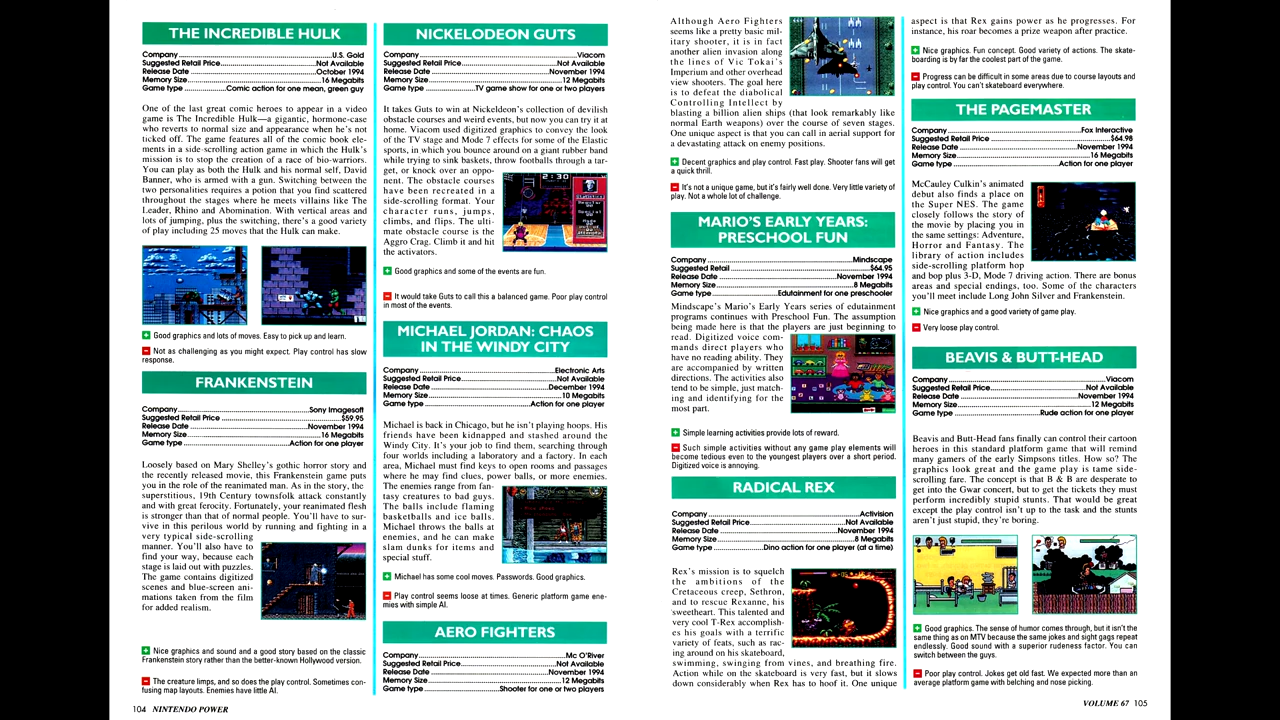 THE INCREDIBLE HULK
Company....U.S. Gold
Suggested Retail Price....Not Available
Release Date....October 1994
Memory Size....16 Megabits
Game type....Comic action for one mean, green guy
One of the last great comic heroes to appear in a video
game is The Incredible Hulk—a gigantic, hormone-case
who reverts to normal size and appearance when he's not
ticked off. The game features all of the comic book ele-
ments in a side-scrolling action game in which the Hulk's
mission is to stop the creation of a race of bio-warriors.
You can play as both the Hulk and his normal self, David
Banner, who is armed with a gun. Switching between the
two personalities requires a potion that you find scattered
throughout the stages where he meets villains like The
Leader, Rhino and Abomination. With vertical areas and
lots of jumping, plus the switching, there's a good variety
of play including 25 moves that the Hulk can make.
Good graphics and lots of moves. Easy to pick up and learn.
Not as challenging as you might expect. Play control has slow
response.
FRANKENSTEIN
Company....Sony Imagesoft
Suggested Retail Price....$59.95
Release Date....November 1994
Memory Size....16 Megabits
Game type....Action for one player
Loosely based on Mary Shelley's gothic horror story and
the recently released movie, this Frankenstein game puts
you in the role of the reanimated man. As in the story, the
superstitious, 19th Century townsfolk attack constantly
and with great ferocity. Fortunately, your reanimated flesh
is stronger than that of normal people. You'll have to sur-
vive in this perilous world by running and fighting in a
very typical side-scrolling
manner. You'll also have to
find your way, because each
stage is laid out with puzzles.
The game contains digitized
scenes and blue-screen ani-
mations taken from the film
for added realism.
Nice graphics and sound and a good story based on the classic
Frankenstein story rather than the better-known Hollywood version.
The creature limps, and so does the play control. Sometimes con-
fusing map layouts. Enemies have little AI.
104 NINTENDO POWER
NICKELODEON GUTS
Company....Viacom
Suggested Retail Price....Not Available
Release Date....November 1994
Memory Size....12 Megabits
Game type....TV game show for one or two players
It takes Guts to win at Nickeldeon's collection of devilish
obstacle courses and weird events, but now you can try it at
home. Viacom used digitized graphics to convey the look
of the TV stage and Mode 7 effects for some of the Elastic
sports, in which you bounce around on a giant rubber band
while trying to sink baskets, throw footballs through a tar-
get, or knock over an oppo-
nent. The obstacle courses
have been recreated in a
side-scrolling format. Your
character runs, jumps,
climbs, and flips. The ulti-
mate obstacle course is the
Aggro Crag. Climb it and hit
the activators.
2:30
Good graphics and some of the events are fun.
It would take Guts to call this a balanced game. Poor play control
in most of the events.
MICHAEL JORDAN: CHAOS
IN THE WINDY CITY
Company....Electronic Arts
Suggested Retail Price....Not Available
Release Date....December 1994
Memory Size....10 Megabits
Game type....Action for one player
Michael is back in Chicago, but he isn't playing hoops. His
friends have been kidnapped and stashed around the
Windy City. It's your job to find them, searching through
four worlds including a laboratory and a factory. In each
area, Michael must find keys to open rooms and passages
where he may find clues, power balls, or more enemies.
The enemies range from fan-
tasy creatures to bad guys.
The balls include flaming
basketballs and ice balls.
Michael throws the balls at
enemies, and he can make
slam dunks for items and
special stuff.
Michael has some cool moves. Passwords. Good graphics.
Play control seems loose at times. Generic platform game ene-
mies with simple AI.
AERO FIGHTERS
Company....Mc O'River
Suggested Retail Price....Not Available
Release Date....November 1994
Memory Size....12 Megabits
Game type....Shooter for one or two players
Although Aero Fighters
seems like a pretty basic mil-
itary shooter, it is in fact
another alien invasion along
the lines of Vic Tokai's
Imperium and other overhead
view shooters. The goal here
is to defeat the diabolical
Controlling Intellect by
blasting a billion alien ships (that look remarkably like
normal Earth weapons) over the course of seven stages.
One unique aspect is that you can call in aerial support for
a devastating attack on enemy positions.
Decent graphics and play control. Fast play. Shooter fans will get
a quick thrill.
It's not a unique game, but it's fairly well done. Very little variety of
play. Not a whole lot of challenge.
MARIO'S EARLY YEARS:
PRESCHOOL FUN
Company....Mindscape
Suggested Retail....$64.95
Release Date....November 1994
Memory Size....8 Megabits
Game type....Edutainment for one preschooler
Mindscape's Mario's Early Years series of edutainment
programs continues with Preschool Fun. The assumption
being made here is that the players are just beginning to
read. Digitized voice com-
mands direct players who
have no reading ability. They
are accompanied by written
directions. The activities also
tend to be simple, just match-
ing and identifying for the
most part.
Simple learning activities provide lots of reward.
Such simple activities without any game play elements will
become tedious even to the youngest players over a short period.
Digitized voice is annoying.
RADICAL REX
Company....Activision
Suggested Retail Price....Not Available
Release Date....November 1994
Memory Size....8 Megabits
Game type....Dino action for one player (at a time)
Rex's mission is to squelch
the ambitions of the
Cretaceous creep, Sethron,
and to rescue Rexanne, his
sweetheart. This talented and
very cool T-Rex accomplish-
es his goals with a terrific
variety of feats, such as rac-
ing around on his skateboard,
swimming, swinging from vines, and breathing fire.
Action while on the skateboard is very fast, but it slows
down considerably when Rex has to hoof it. One unique
aspect is that Rex gains power as he progresses. For
instance, his roar becomes a prize weapon after practice.
Nice graphics. Fun concept. Good variety of actions. The skate-
boarding is by far the coolest part of the game.
Progress can be difficult in some areas due to course layouts and
play control. You can't skateboard everywhere.
THE PAGEMASTER
Company....Fox Interactive
Suggested Retail Price....$64.98
Release Date....November 1994
Memory Size....16 Megabits
Game type....Action for one player
McCauley Culkin's animated
debut also finds a place on
the Super NES. The game
closely follows the story of
the movie by placing you in
the same settings: Adventure,
Horror and Fantasy. The
library of action includes
side-scrolling platform hop
and bop plus 3-D, Mode 7 driving action. There are bonus
areas and special endings, too. Some of the characters
you'll meet include Long John Silver and Frankenstein.
Nice graphics and a good variety of game play.
Very loose play control.
BEAVIS & BUTT-HEAD
Company....Viacom
Suggested Retail Price....Not Available
Release Date....November 1994
Memory Size....12 Megabits
Game type....Rude action for one player
Beavis and Butt-Head fans finally can control their cartoon
heroes in this standard platform game that will remind
many gamers of the early Simpsons titles. How so? The
graphics look great and the game play is tame side-
scrolling fare. The concept is that B & B are desperate to
get into the Gwar concert, but to get the tickets they must
perform incredibly stupid stunts. That would be great
except the play control isn't up to the task and the stunts
aren't just stupid, they're boring.
Good graphics. The sense of humor comes through, but it isn't the
same thing as on MTV because the same jokes and sight gags repeat
endlessly. Good sound with a superior rudeness factor. You can
switch between the guys.
Poor play control. Jokes get old fast. We expected more than an
average platform game with belching and nose picking.
VOLUME 67 105